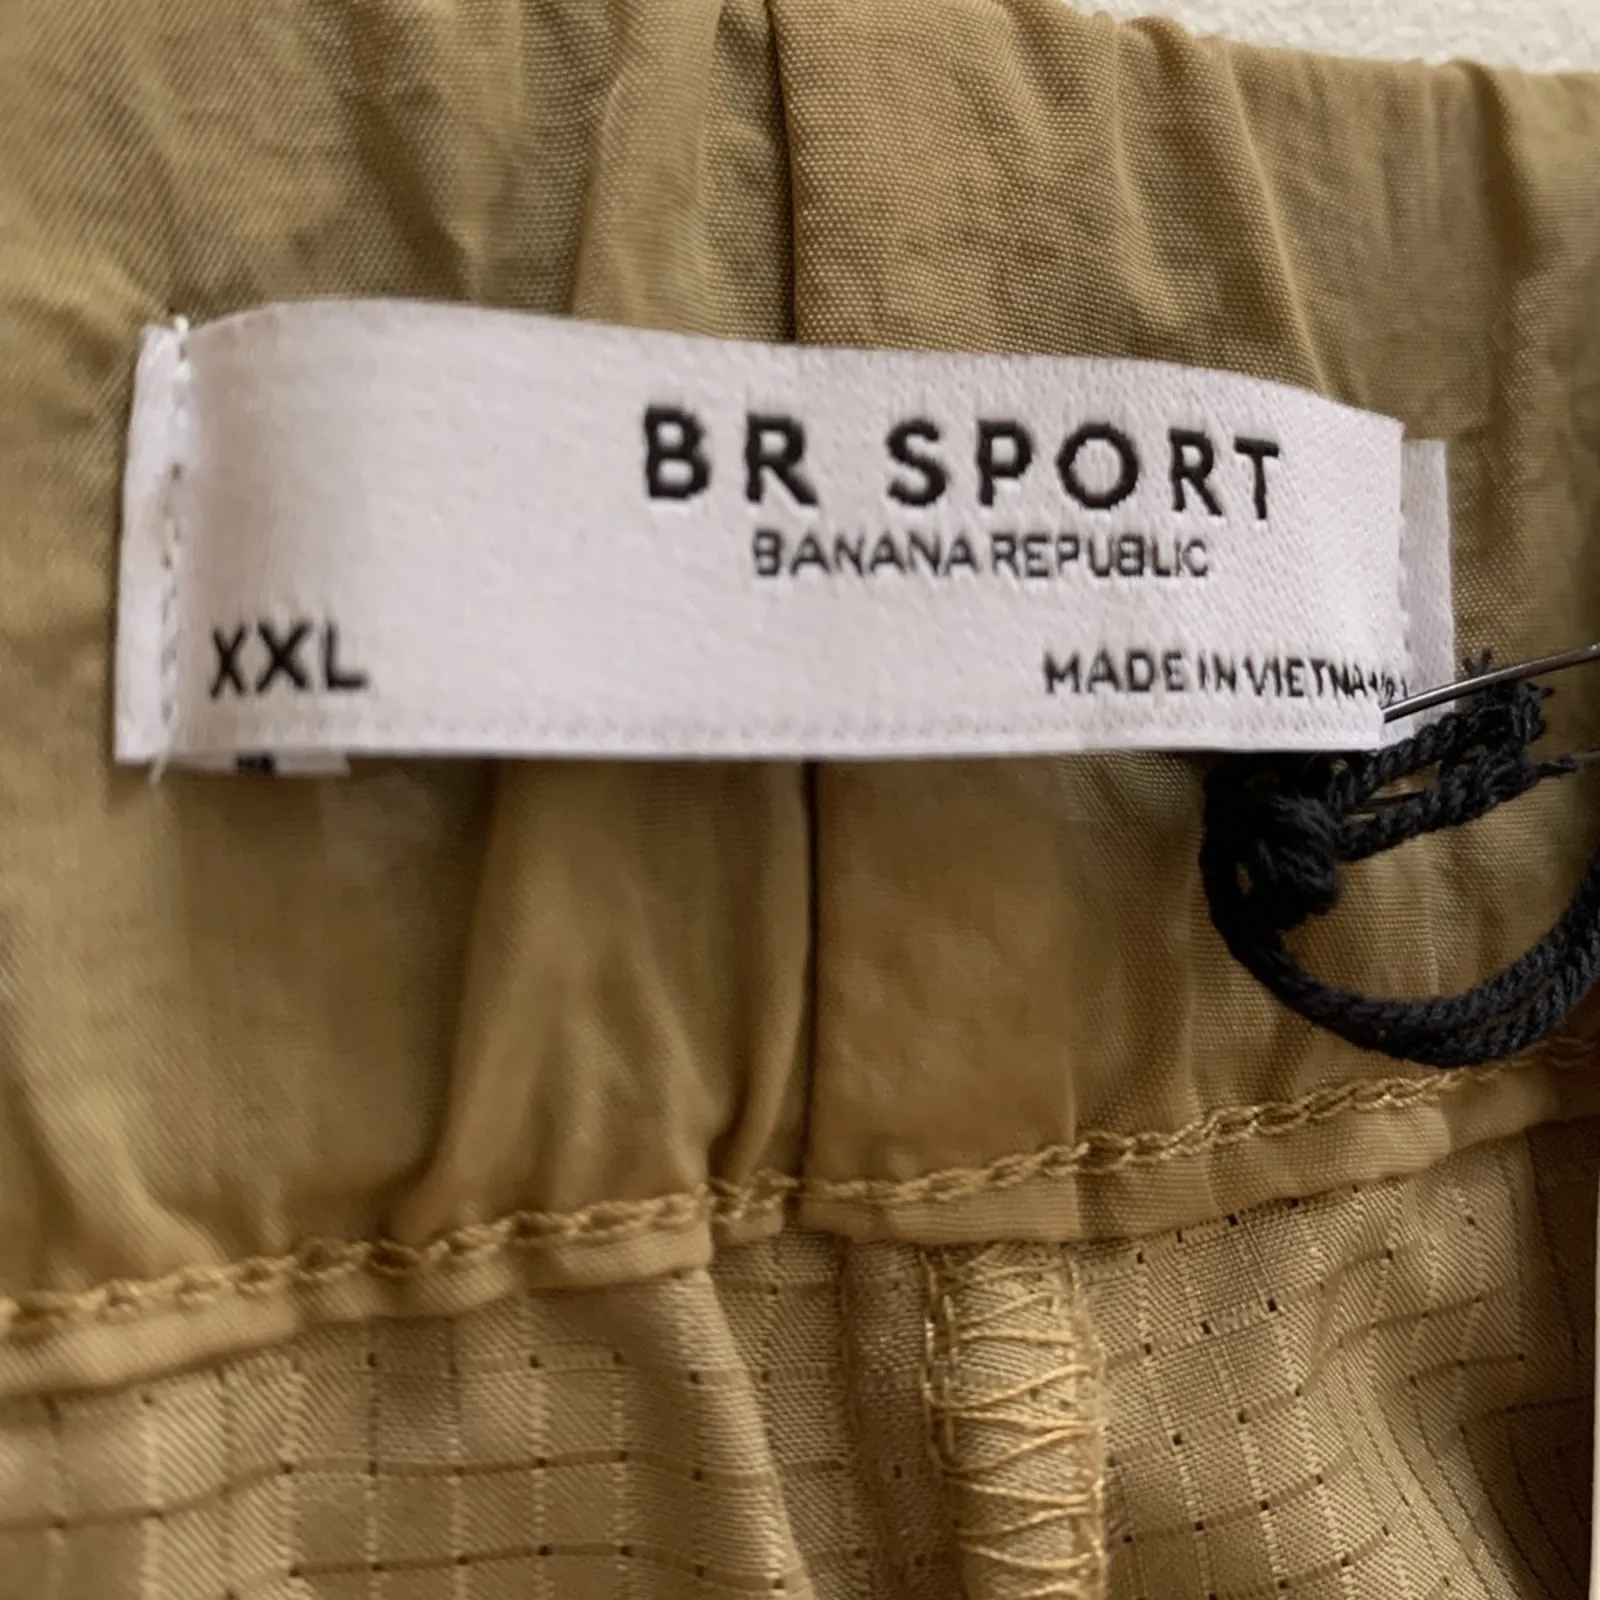 BR SPORT
BANANA REPUBLIC
XXL
MADE IN VIETNAM